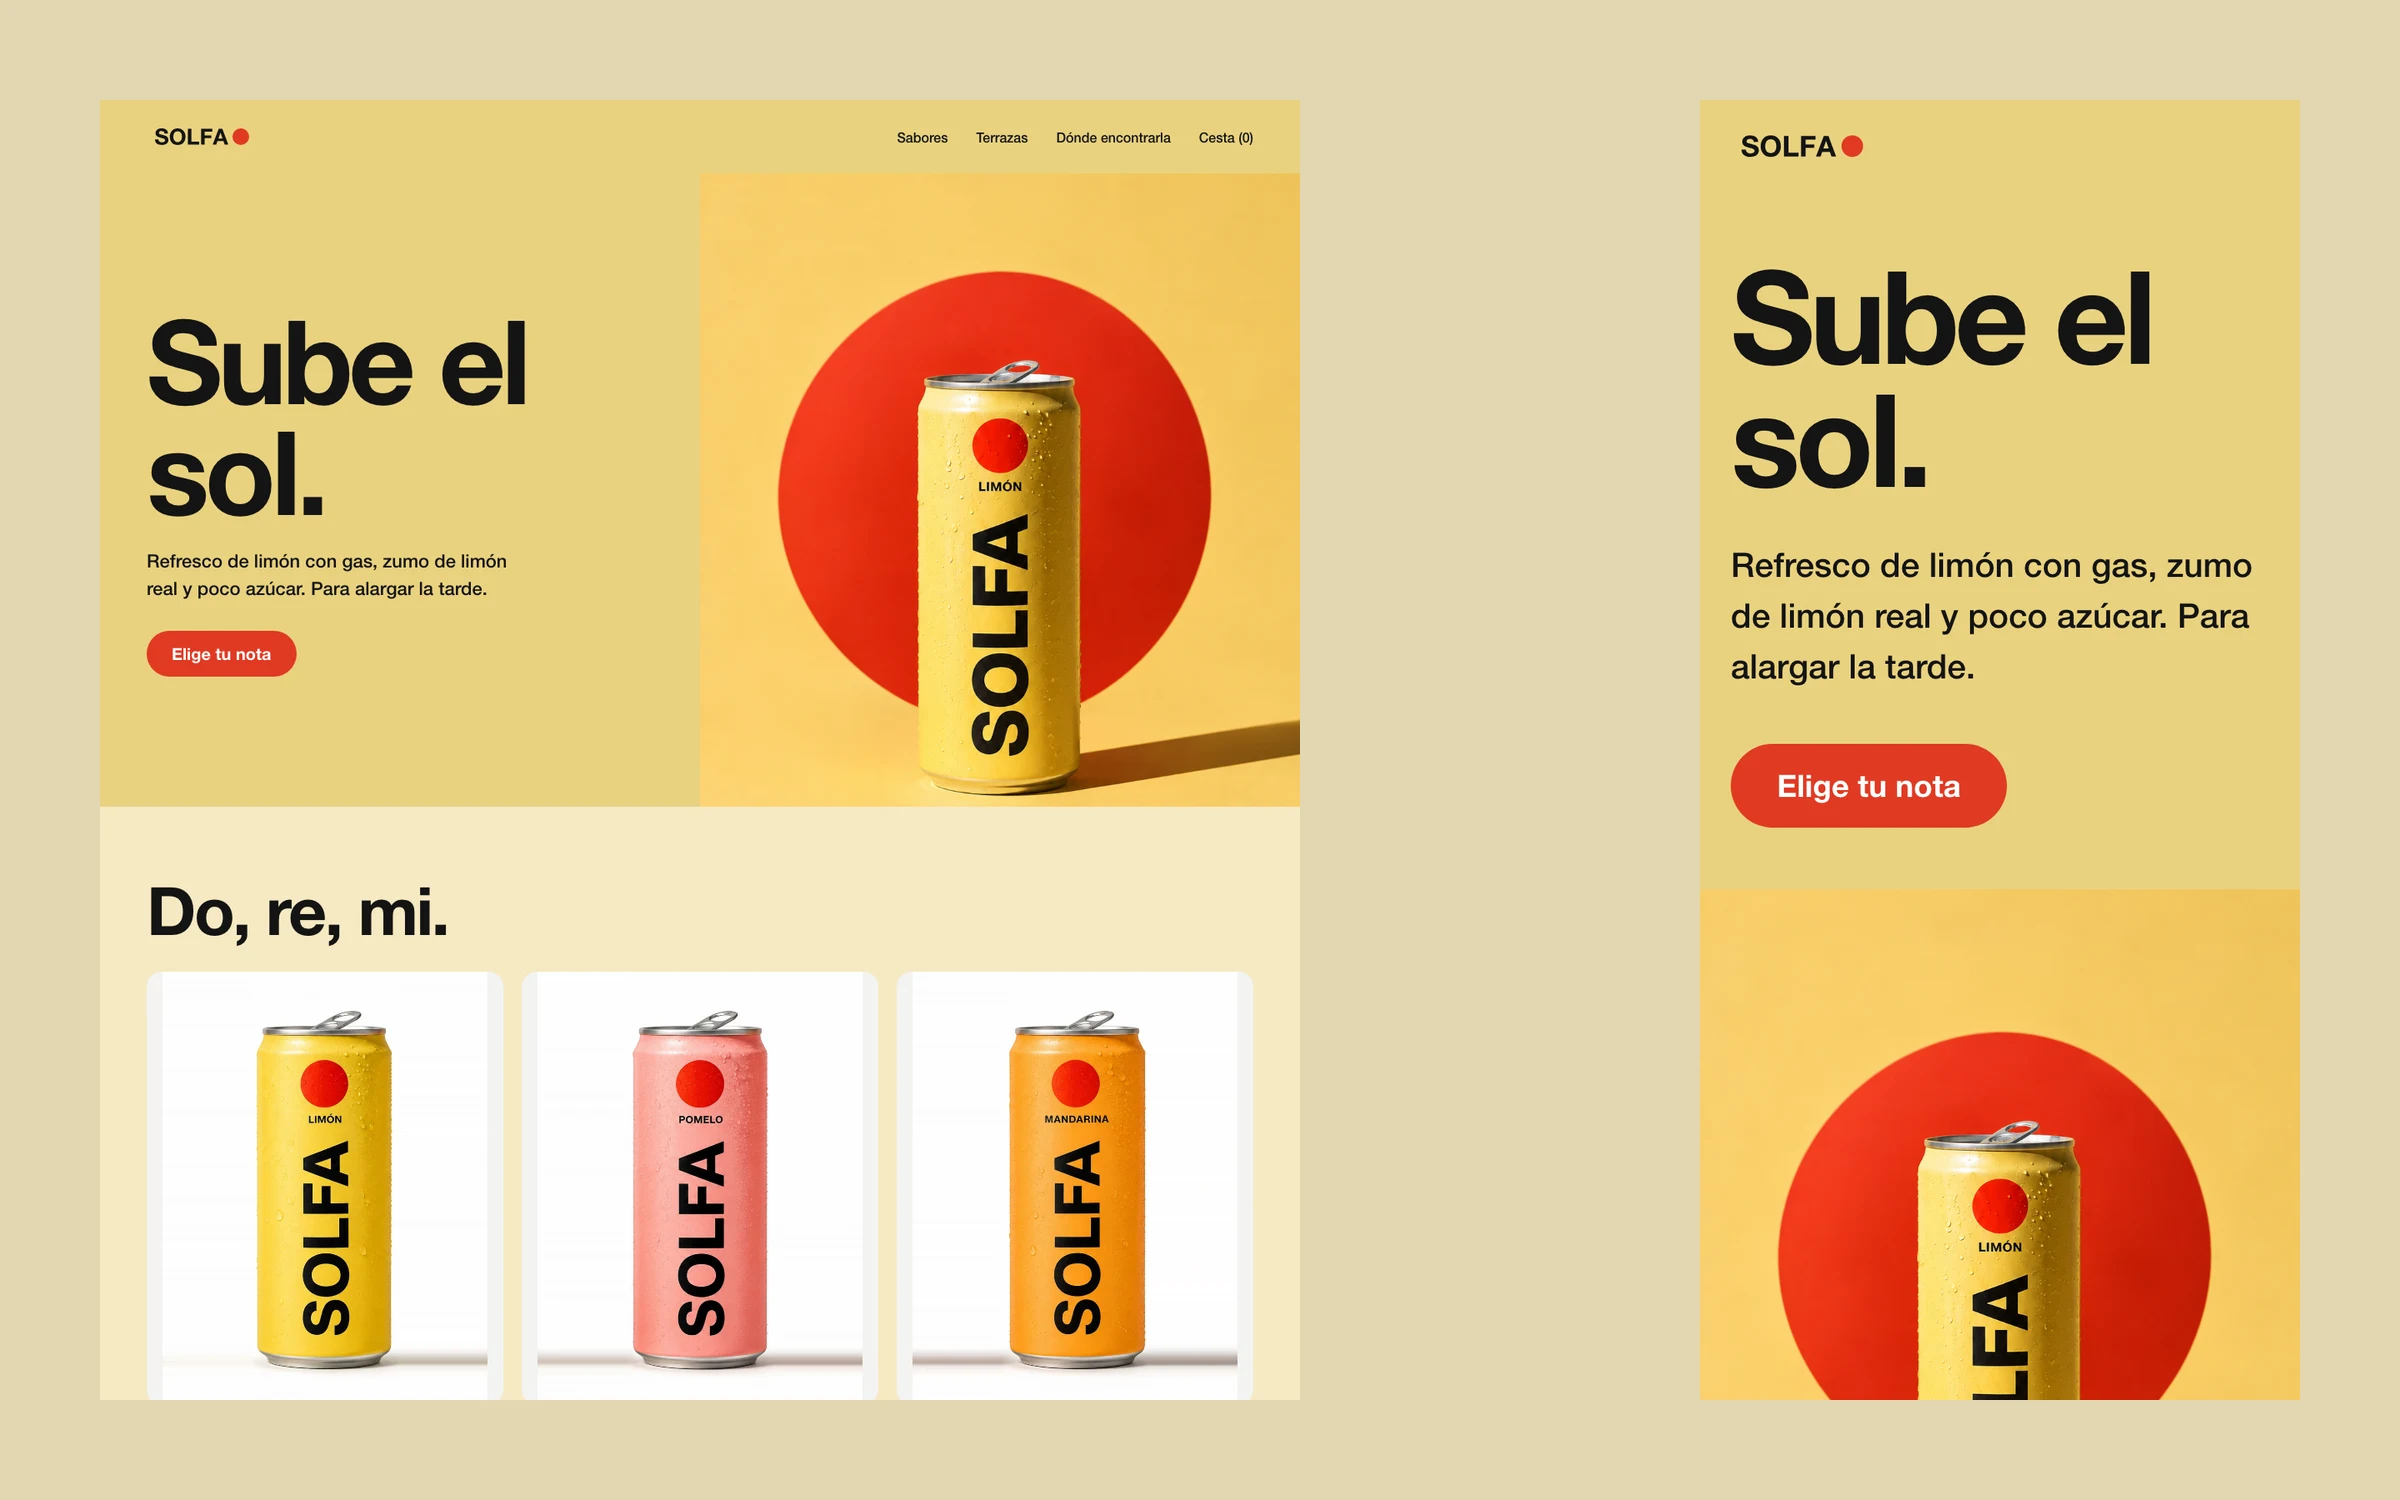 SOLFA
Sabores Terrazas Dónde encontrarla Cesta (0)
Sube el
sol.
Refresco de limón con gas, zumo de limón
real y poco azúcar. Para alargar la tarde.
Elige tu nota
LIMÓN
SOLFA
Do, re, mi.
LIMÓN
SOLFA
POMELO
SOLFA
MANDARINA
SOLFA
SOLFA
Sube el
sol.
Refresco de limón con gas, zumo
de limón real y poco azúcar. Para
alargar la tarde.
Elige tu nota
LIMÓN
LFA